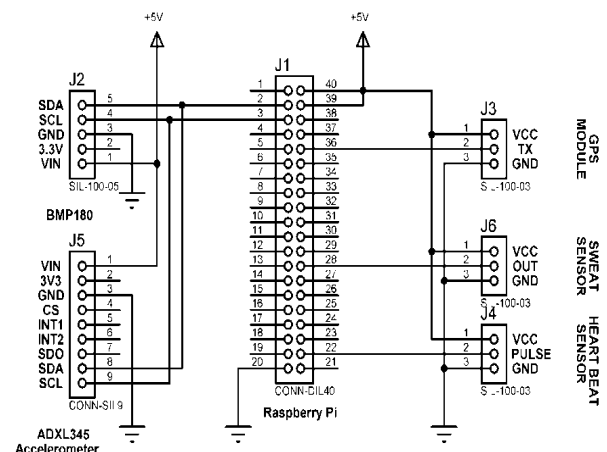 +5V
+5V
J2
SDA 5
SCL 4
GND 3
3.3V 2
VIN 1
SIL-100-05
BMP180
J5
VIN 1
3V3 2
GND 3
CS 4
INT1 5
INT2 6
SDO 7
SDA 8
SCL 9
CONN-SIL9
ADXL345
Accelerometer
J1
1 40
2 39
3 38
4 37
5 36
6 35
7 34
8 33
9 32
10 31
11 30
12 29
13 28
14 27
15 26
16 25
17 24
18 23
19 22
20 21
CONN-DIL40
Raspberry Pi
J3
1 VCC
2 TX
3 GND
SIL-100-03
GPS
MODULE
J6
1 VCC
2 OUT
3 GND
SIL-100-03
SWEAT
SENSOR
J4
1 VCC
2 PULSE
3 GND
SIL-100-03
HEART BEAT
SENSOR